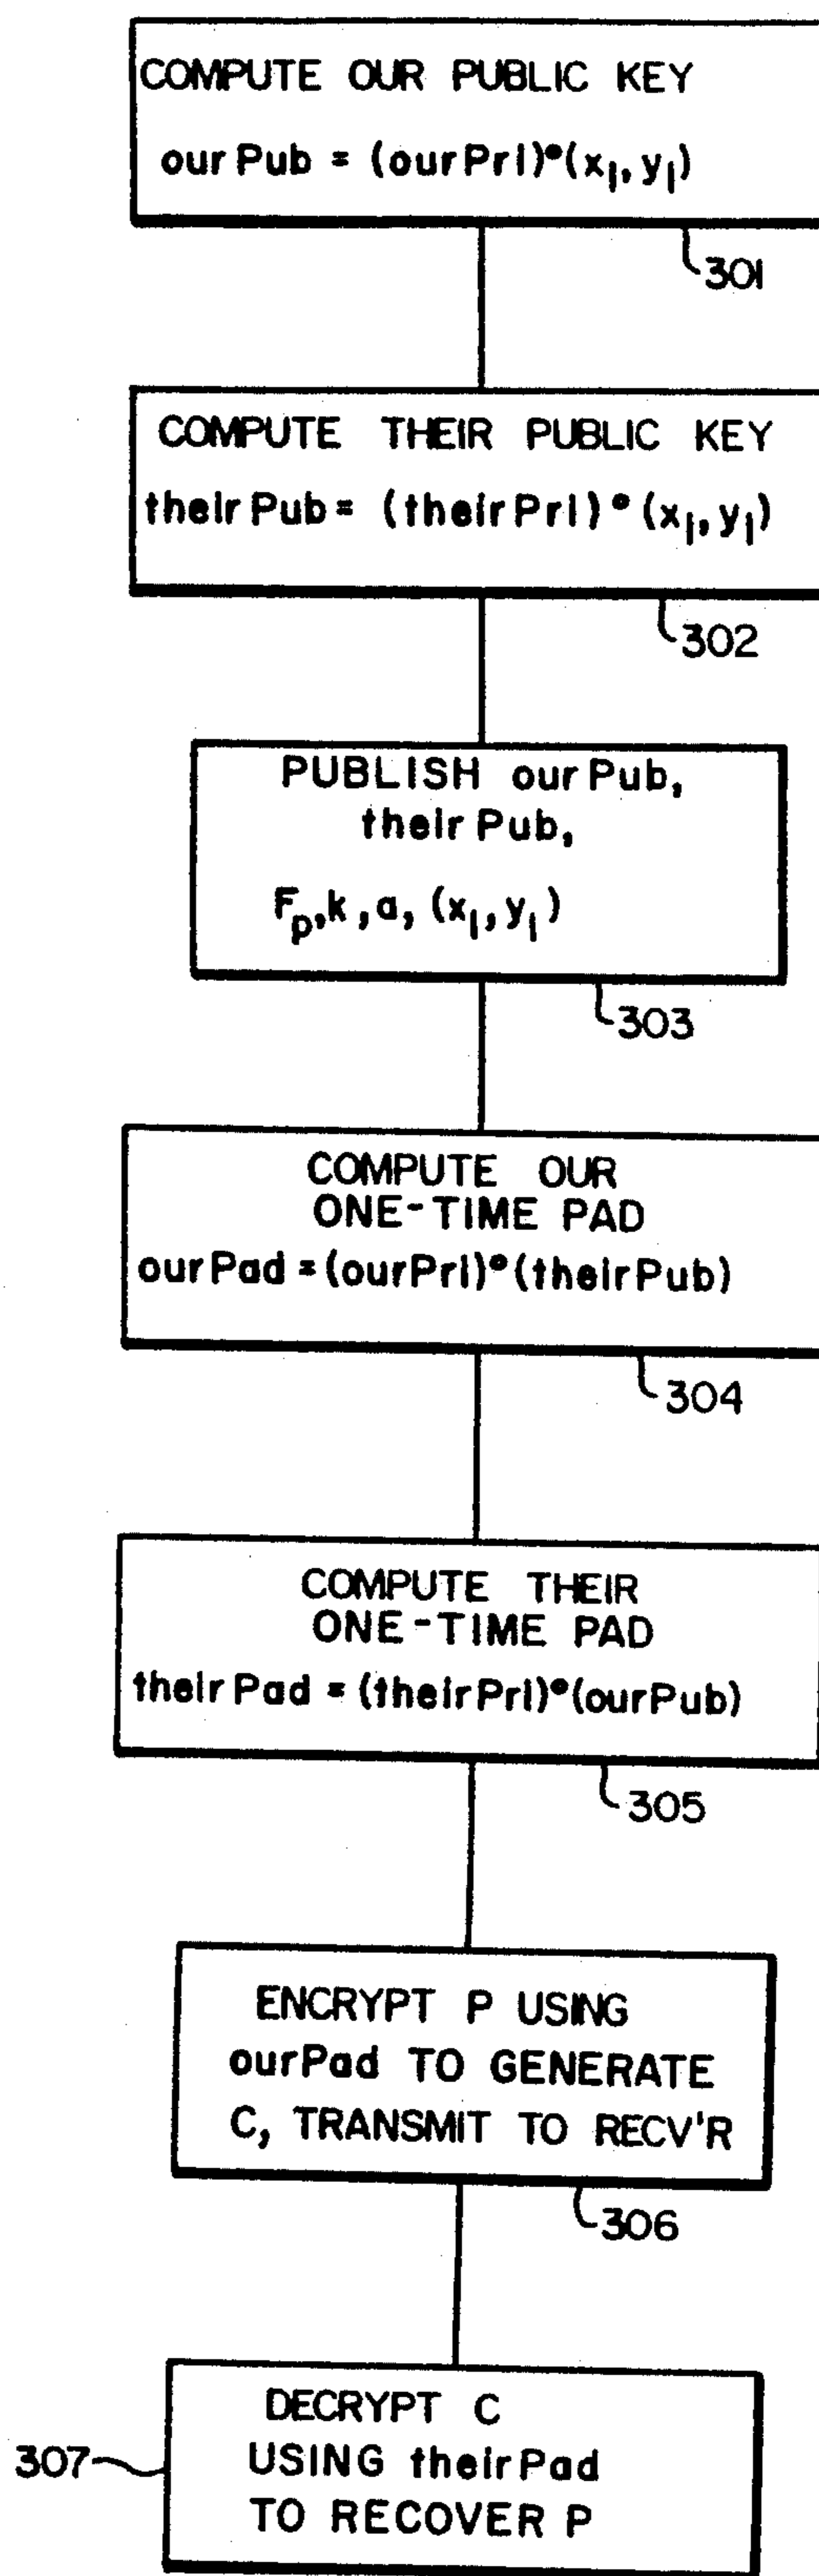 COMPUTE OUR PUBLIC KEY
ourPub = (ourPri)°(x₁, y₁)
301
COMPUTE THEIR PUBLIC KEY
theirPub = (theirPri)°(x₁, y₁)
302
PUBLISH ourPub,
theirPub,
Fₚ, k, a, (x₁, y₁)
303
COMPUTE OUR
ONE-TIME PAD
ourPad = (ourPri)°(theirPub)
304
COMPUTE THEIR
ONE-TIME PAD
theirPad = (theirPri)°(ourPub)
305
ENCRYPT P USING
ourPad TO GENERATE
C, TRANSMIT TO RECV'R
306
DECRYPT C
307
USING theirPad
TO RECOVER P